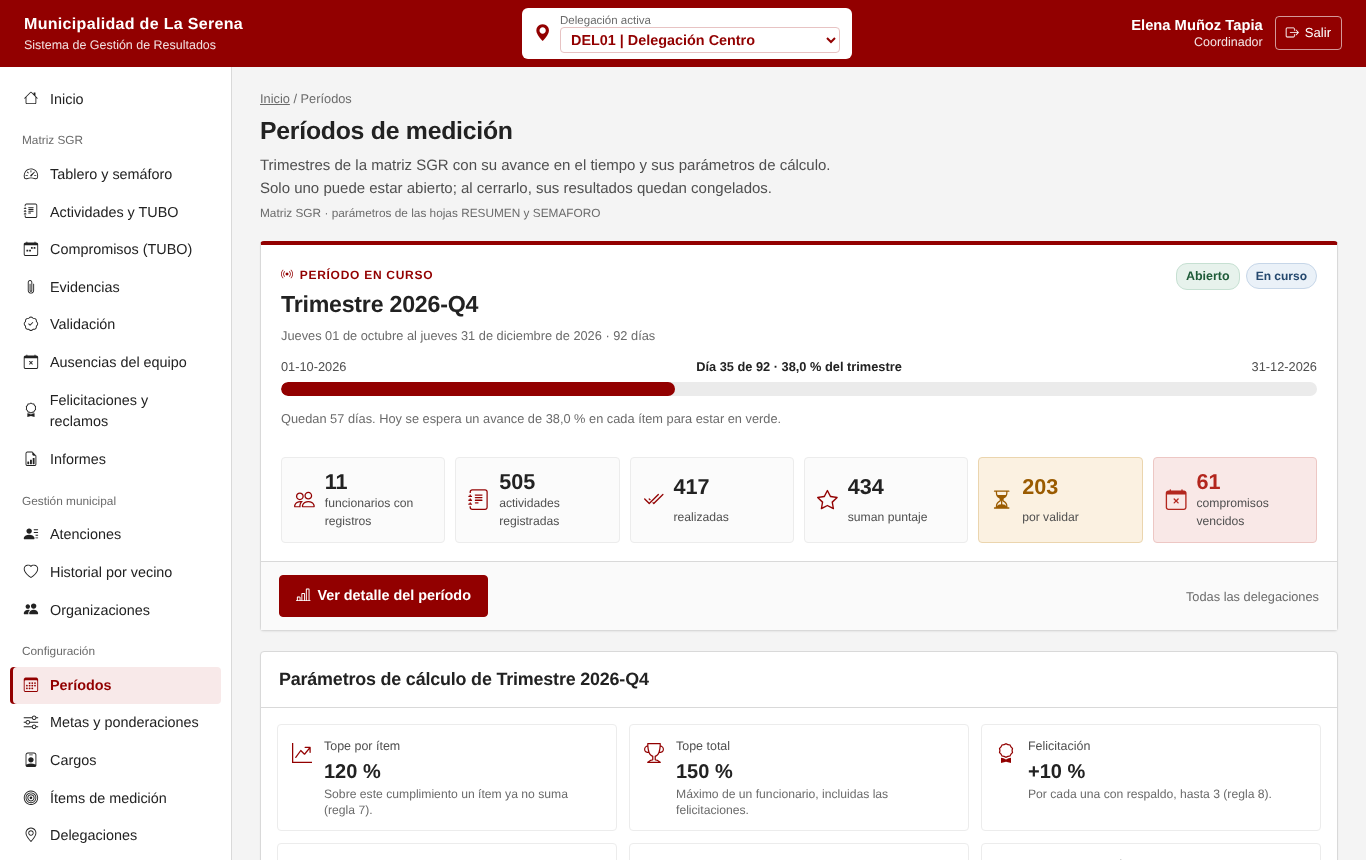 Municipalidad de La Serena
Sistema de Gestión de Resultados
Delegación activa
DEL01 | Delegación Centro
Elena Muñoz Tapia
Coordinador
Salir
Inicio
Matriz SGR
Tablero y semáforo
Actividades y TUBO
Compromisos (TUBO)
Evidencias
Validación
Ausencias del equipo
Felicitaciones y
reclamos
Informes
Gestión municipal
Atenciones
Historial por vecino
Organizaciones
Configuración
Períodos
Metas y ponderaciones
Cargos
Ítems de medición
Delegaciones
Inicio / Períodos
Períodos de medición
Trimestres de la matriz SGR con su avance en el tiempo y sus parámetros de cálculo.
Solo uno puede estar abierto; al cerrarlo, sus resultados quedan congelados.
Matriz SGR · parámetros de las hojas RESUMEN y SEMAFORO
PERÍODO EN CURSO
Abierto
En curso
Trimestre 2026-Q4
Jueves 01 de octubre al jueves 31 de diciembre de 2026 · 92 días
01-10-2026
Día 35 de 92 · 38,0 % del trimestre
31-12-2026
Quedan 57 días. Hoy se espera un avance de 38,0 % en cada ítem para estar en verde.
11
funcionarios con
registros
505
actividades
registradas
417
realizadas
434
suman puntaje
203
por validar
61
compromisos
vencidos
Ver detalle del período
Todas las delegaciones
Parámetros de cálculo de Trimestre 2026-Q4
Tope por ítem
120 %
Sobre este cumplimiento un ítem ya no suma
(regla 7).
Tope total
150 %
Máximo de un funcionario, incluidas las
felicitaciones.
Felicitación
+10 %
Por cada una con respaldo, hasta 3 (regla 8).